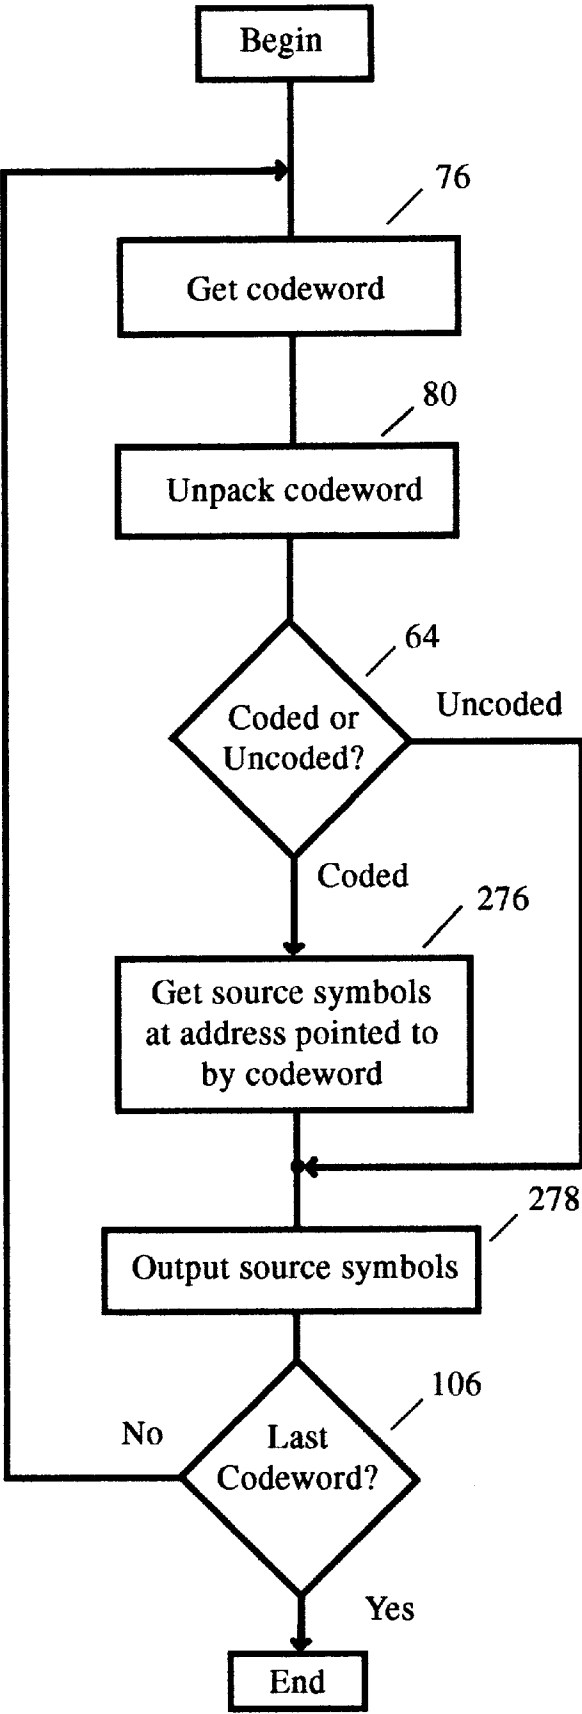 Begin
76
Get codeword
80
Unpack codeword
64
Uncoded
Coded or
Uncoded?
Coded
276
Get source symbols
at address pointed to
by codeword
278
Output source symbols
106
No
Last
Codeword?
Yes
End